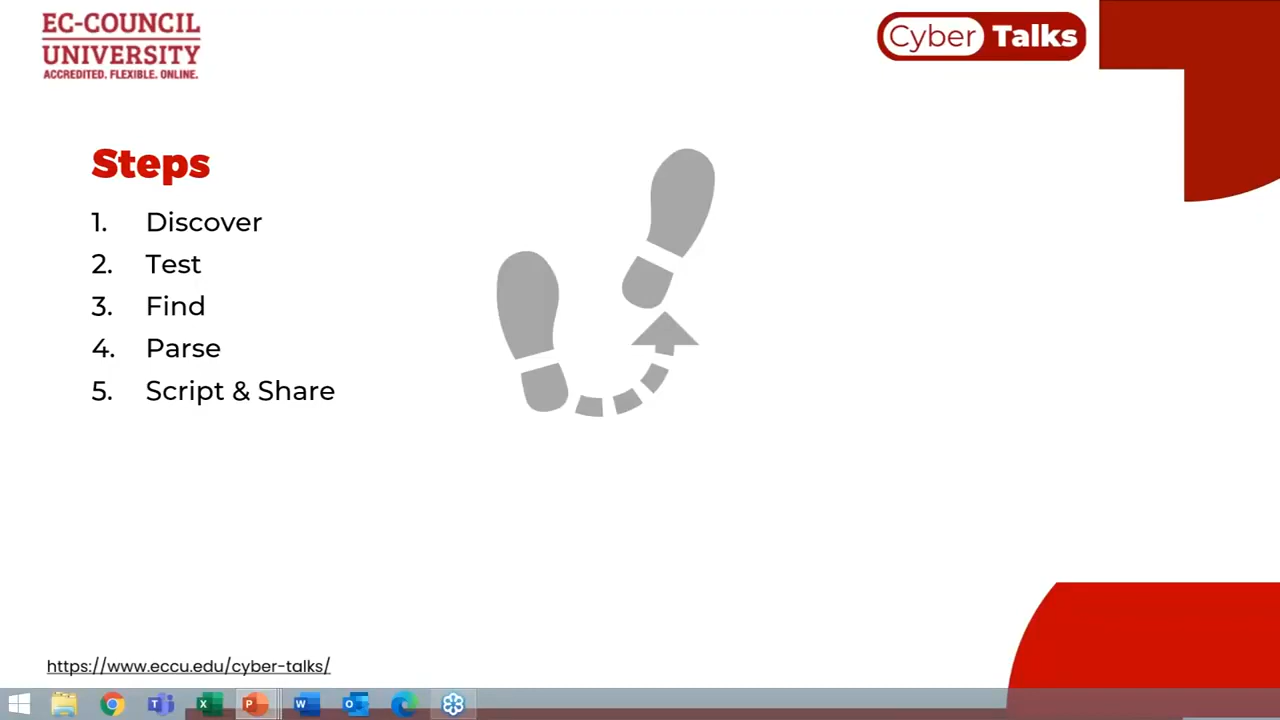 EC-COUNCIL
UNIVERSITY
ACCREDITED. FLEXIBLE. ONLINE.
Cyber Talks
Steps
1. Discover
2. Test
3. Find
4. Parse
5. Script & Share
https://www.eccu.edu/cyber-talks/